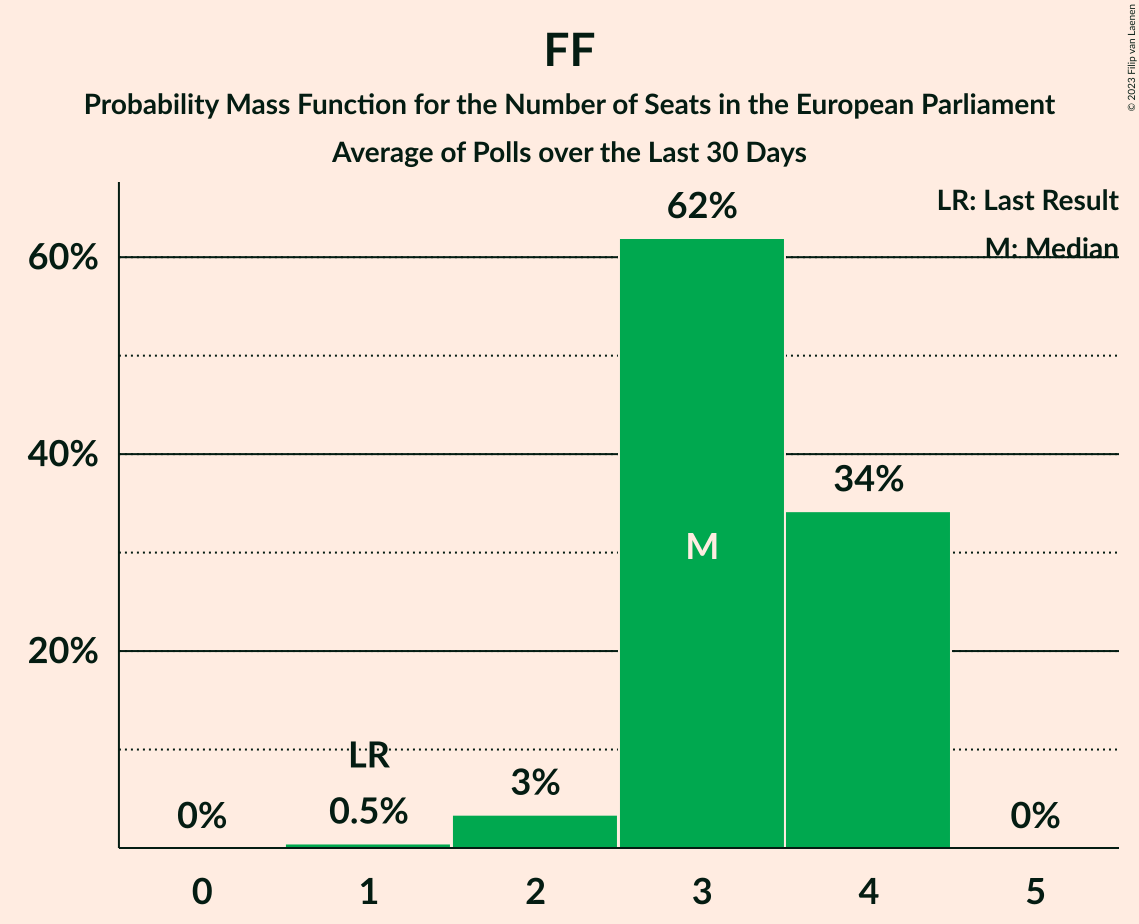 FF
Probability Mass Function for the Number of Seats in the European Parliament
Average of Polls over the Last 30 Days
© 2023 Filip van Laenen
LR: Last Result
M: Median
60%
40%
20%
0%
LR
0.5%
3%
62%
M
34%
0%
0 1 2 3 4 5